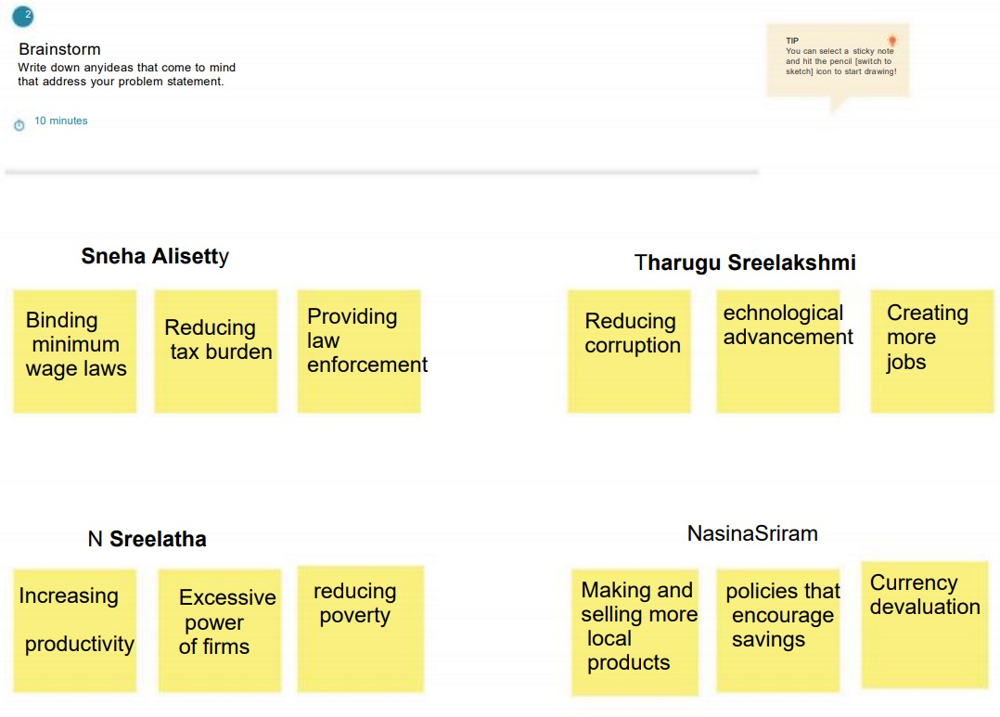 2
Brainstorm
Write down anyideas that come to mind
that address your problem statement.
10 minutes
TIP
You can select a sticky note
and hit the pencil [switch to
sketch] icon to start drawing!
Sneha Alisetty
Binding
minimum
wage laws
Reducing
tax burden
Providing
law
enforcement
Tharugu Sreelakshmi
Reducing
corruption
echnological
advancement
Creating
more
jobs
N Sreelatha
Increasing
productivity
Excessive
power
of firms
reducing
poverty
NasinaSriram
Making and
selling more
local
products
policies that
encourage
savings
Currency
devaluation